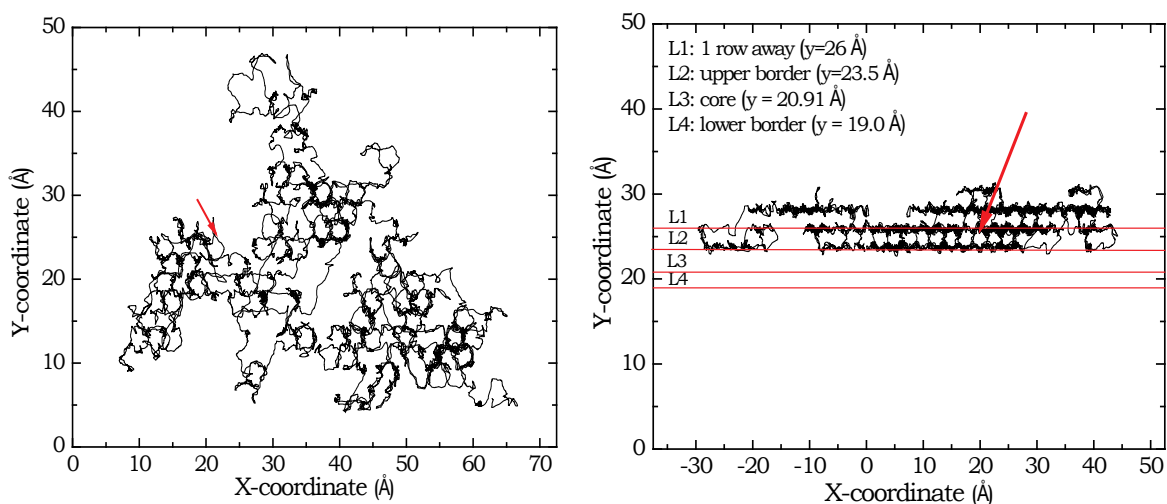 50
40
30
20
10
0
0 10 20 30 40 50 60 70
X-coordinate (Å)
Y-coordinate (Å)
L1: 1 row away (y=26 Å)
L2: upper border (y=23.5Å)
L3: core (y = 20.91 Å)
L4: lower border (y = 19.0 Å)
50
40
30
20
10
0
L1
L2
L3
L4
-30 -20 -10 0 10 20 30 40 50
X-coordinate (Å)
Y-coordinate (Å)